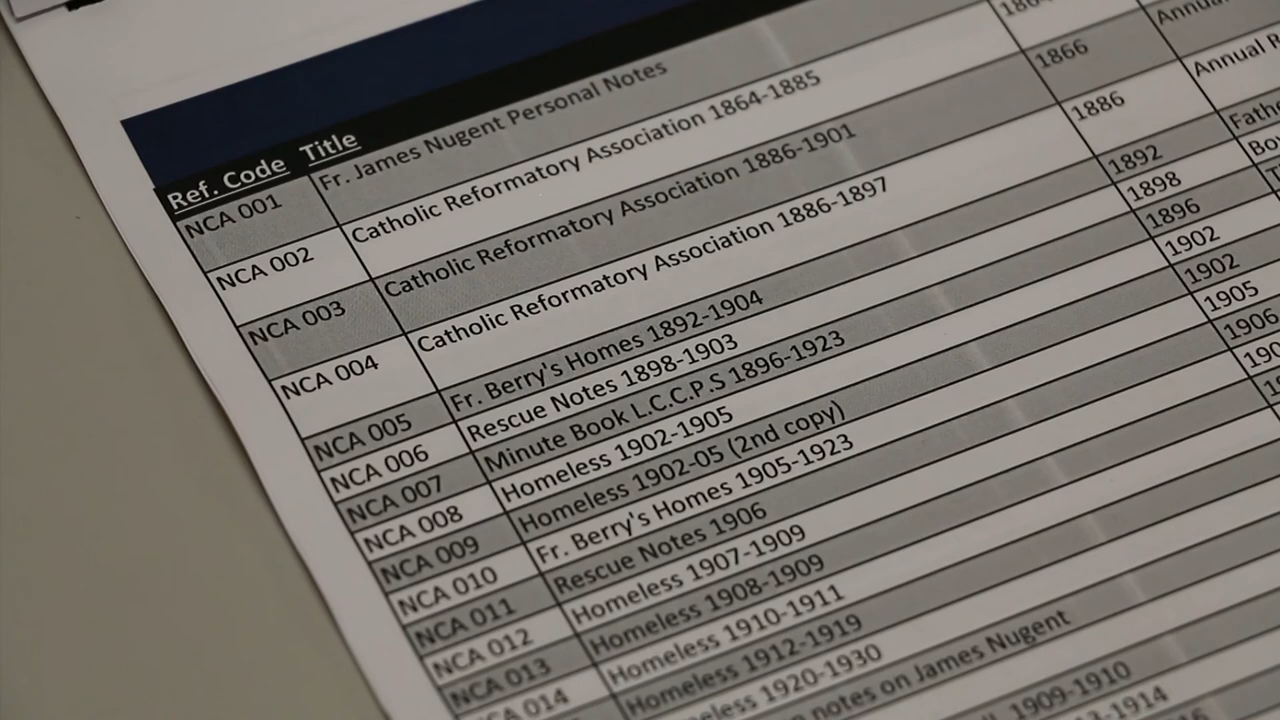 Ref. Code Title
NCA 001 Fr. James Nugent Personal Notes
NCA 002 Catholic Reformatory Association 1864-1885
NCA 003 Catholic Reformatory Association 1886-1901 1866
NCA 004 Catholic Reformatory Association 1886-1897 1886 Annual R
NCA 005 Fr. Berry's Homes 1892-1904 1892
NCA 006 Rescue Notes 1898-1903 1898
NCA 007 Minute Book L.C.C.P.S 1896-1923 1896
NCA 008 Homeless 1902-1905 1902
NCA 009 Homeless 1902-05 (2nd copy) 1902
NCA 010 Fr. Berry's Homes 1905-1923 1905
NCA 011 Rescue Notes 1906 1906
NCA 012 Homeless 1907-1909
NCA 013 Homeless 1908-1909
NCA 014 Homeless 1910-1911
Homeless 1912-1919
1920-1930
notes on James Nugent
1909-1910
-1914